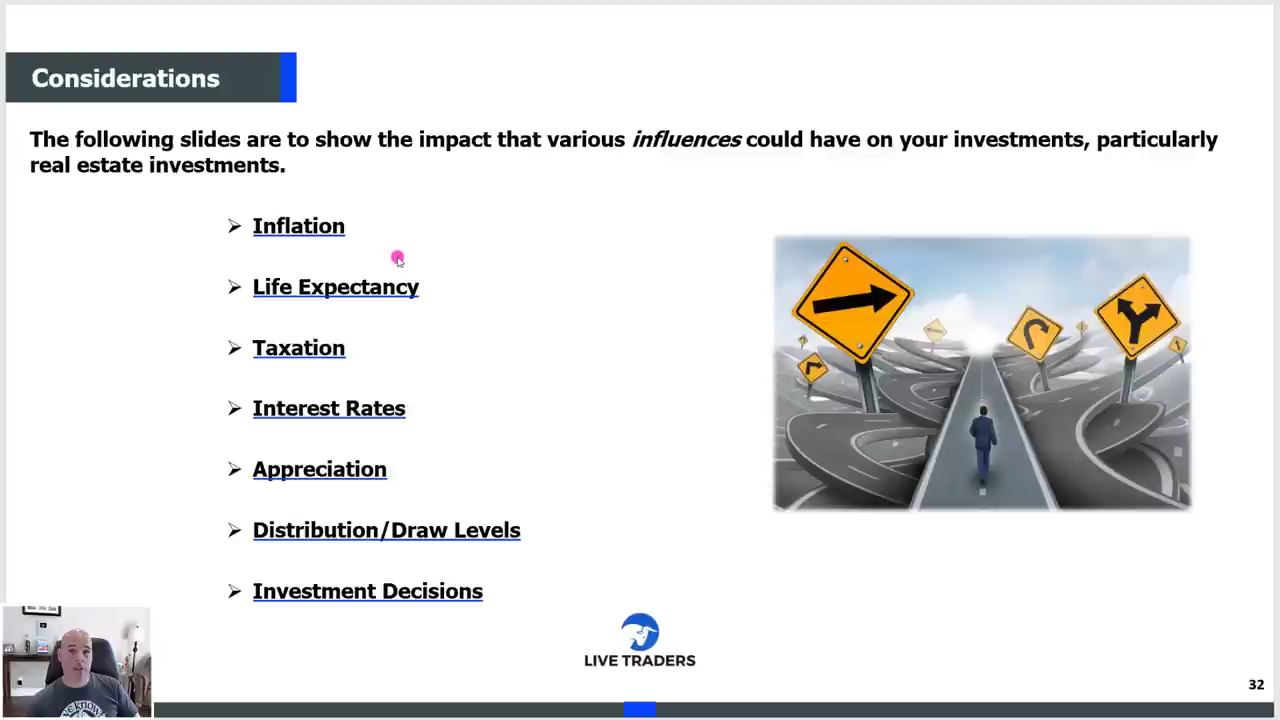 Considerations
The following slides are to show the impact that various influences could have on your investments, particularly
real estate investments.
Inflation
Life Expectancy
Taxation
Interest Rates
Appreciation
Distribution/Draw Levels
Investment Decisions
LIVE TRADERS
32